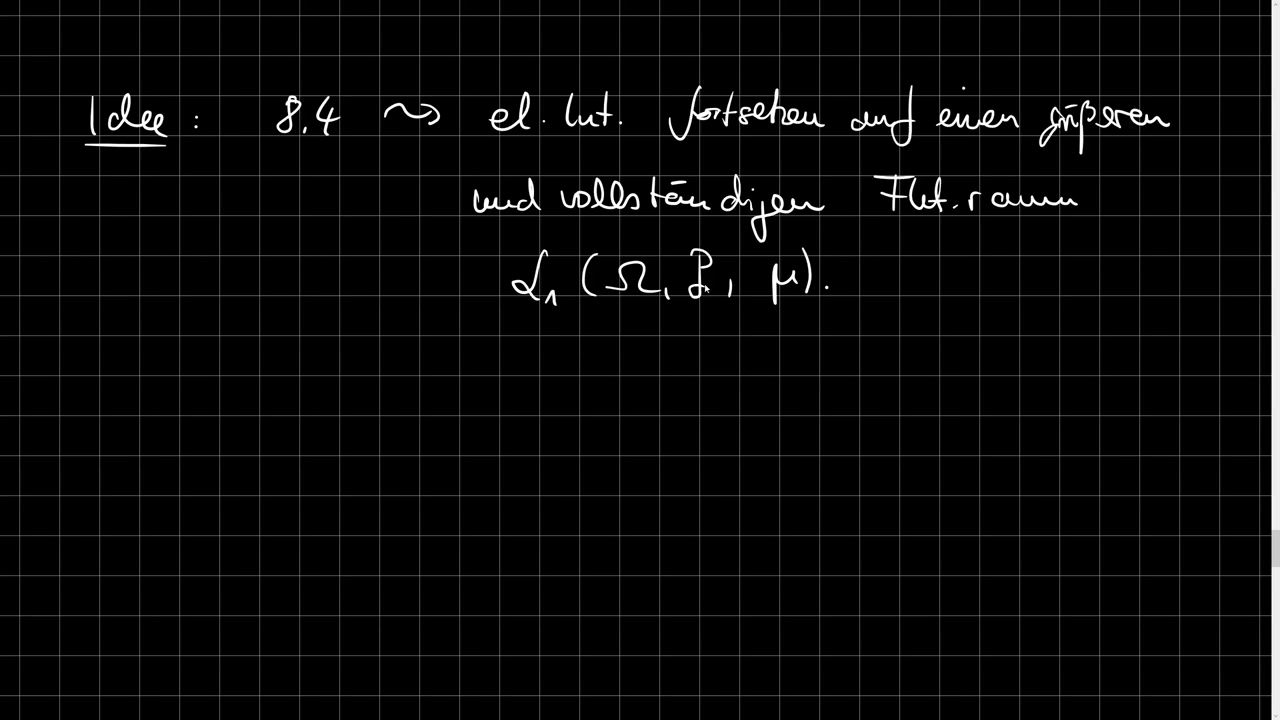 Idee : 8.4 ⇝ el. Int. fortsetzen auf einen größeren
und vollständigen Fkt.raum
ℒ₁ (Ω, , μ).